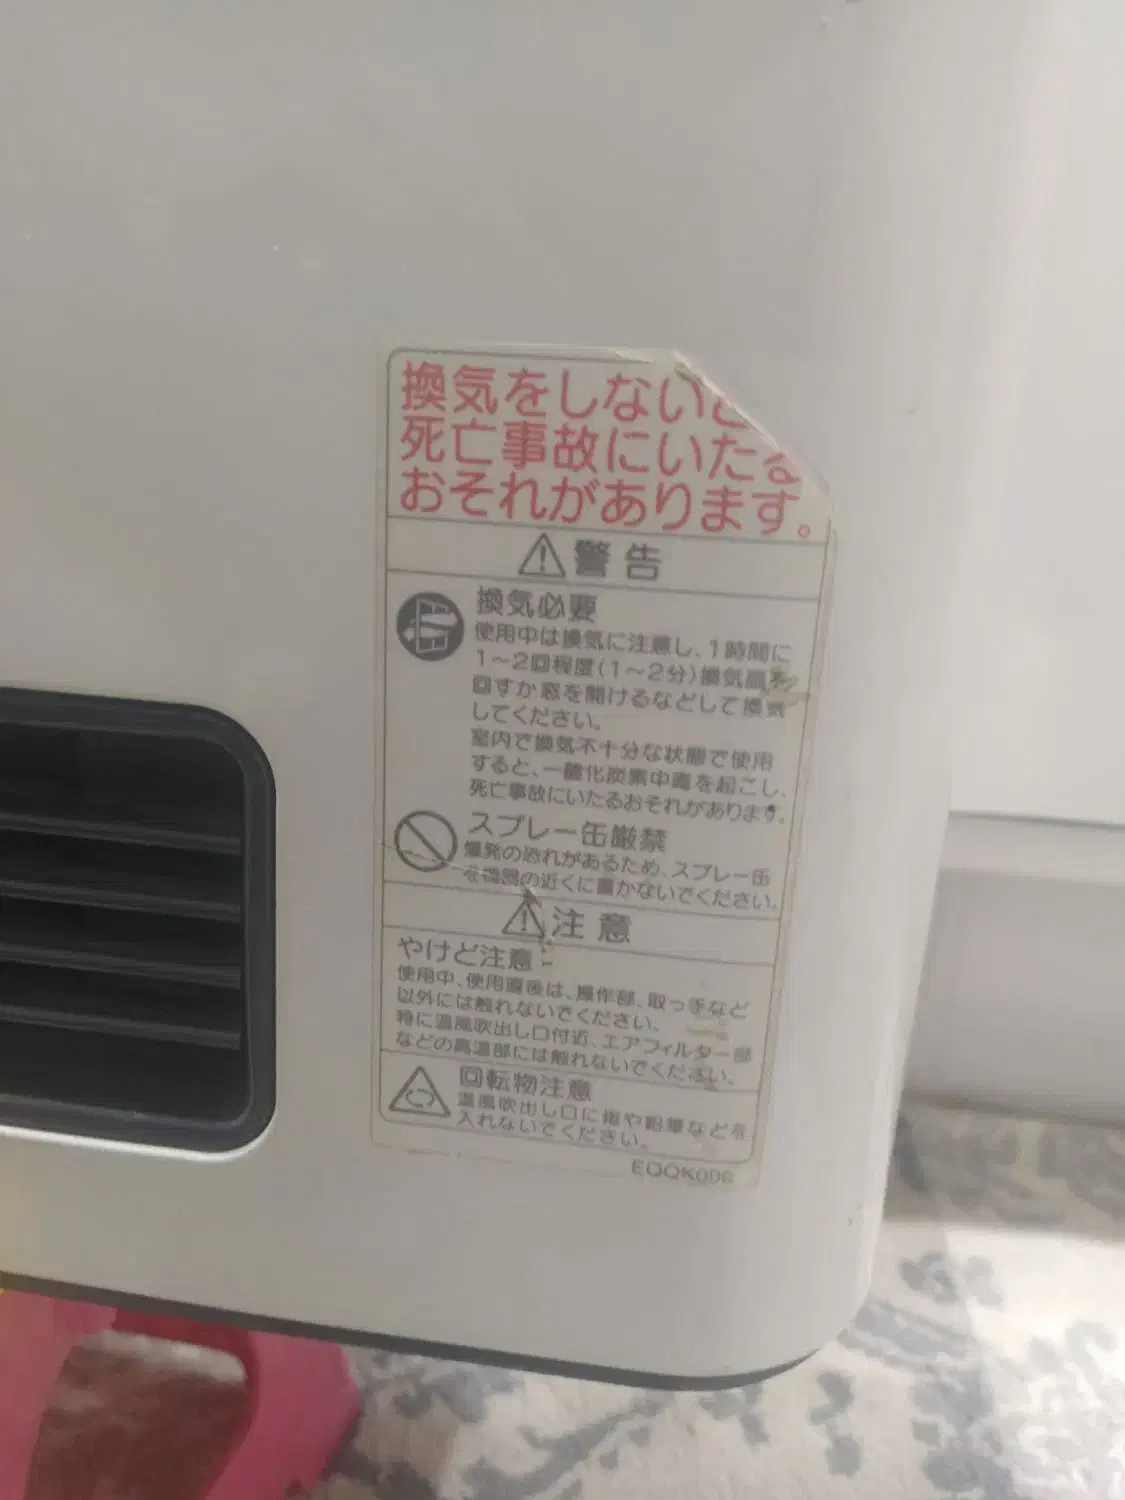 換気をしないと
死亡事故にいたる
おそれがあります。
警告
換気必要
使用中は換気に注意し、1時間に
1～2回程度(1～2分)換気扇を
回すか窓を開けるなどして換気
してください。
室内で換気不十分な状態で使用
すると、一酸化炭素中毒を起こし、
死亡事故にいたるおそれがあります。
スプレー缶厳禁
爆発の恐れがあるため、スプレー缶
を機器の近くに置かないでください。
注意
やけど注意
使用中、使用直後は、操作部、取っ手など
以外には触れないでください。
特に温風吹出し口付近、エアフィルター部
などの高温部には触れないでください。
回転物注意
温風吹出し口に指や鉛筆などを
入れないでください。
EQQK006